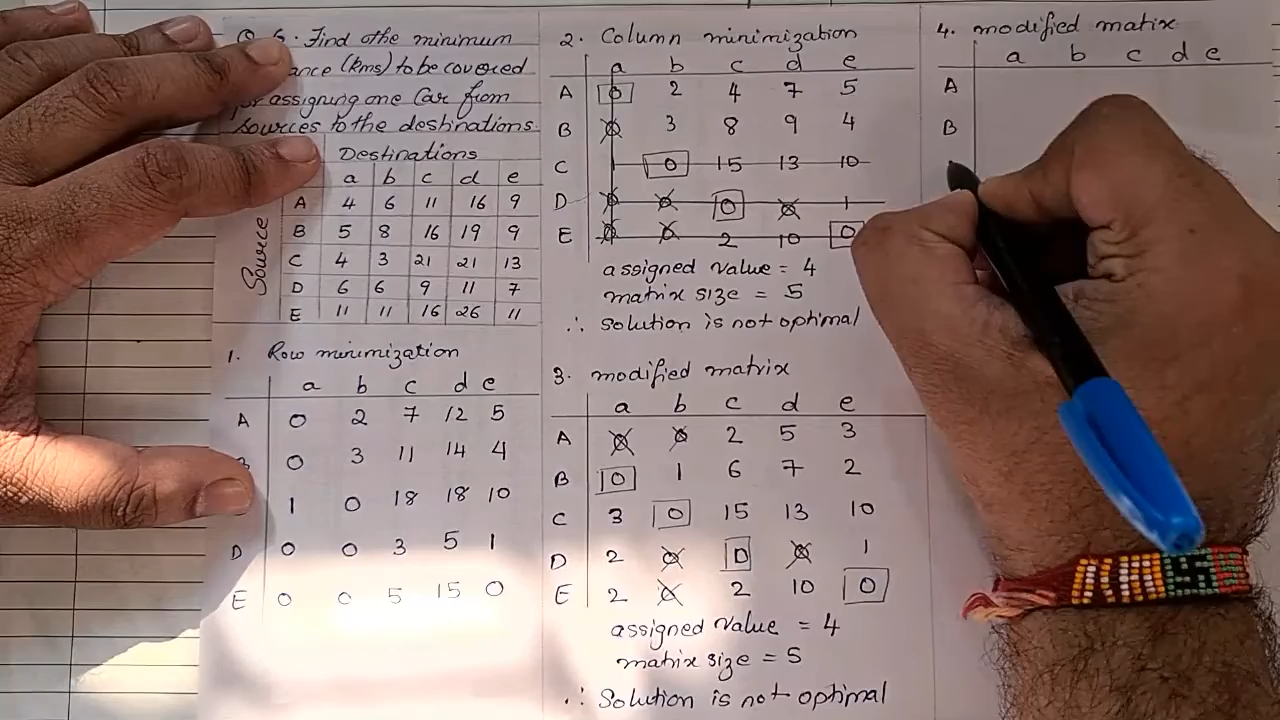 Q 6. Find the minimum
ance (kms) to be covered
for assigning one Car from
sources to the destinations.
Destinations
Source
a b c d e
A 4 6 11 16 9
B 5 8 16 19 9
C 4 3 21 21 13
D 6 6 9 11 7
E 11 11 16 26 11
1. Row minimization
a b c d e
A 0 2 7 12 5
0 3 11 14 4
1 0 18 18 10
D 0 0 3 5 1
E 0 0 5 15 0
2. Column minimization
a b c d e
A 0 2 4 7 5
B 0 3 8 9 4
C 1 0 15 13 10
D 0 0 0 0 1
E 0 0 2 10 0
assigned value = 4
matrix size = 5
∴ solution is not optimal
3. modified matrix
a b c d e
A 0 0 2 5 3
B 0 1 6 7 2
C 3 0 15 13 10
D 2 0 0 0 1
E 2 0 2 10 0
assigned value = 4
matrix size = 5
∴ Solution is not optimal
4. modified matix
a b c d e
A
B